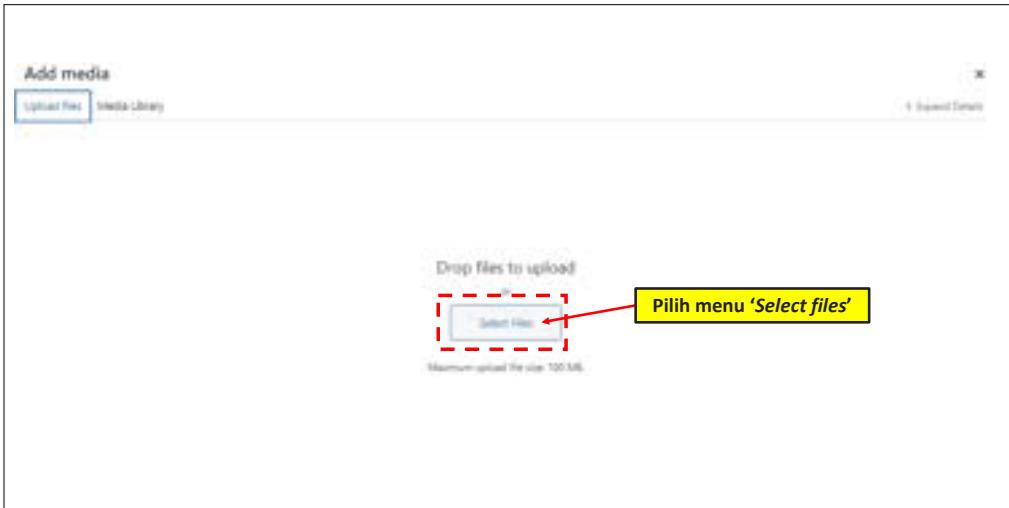 Add media
×
Upload files Media Library
Expand Details
Drop files to upload
or
Select Files
Pilih menu ‘Select files’
Maximum upload file size: 100 MB.